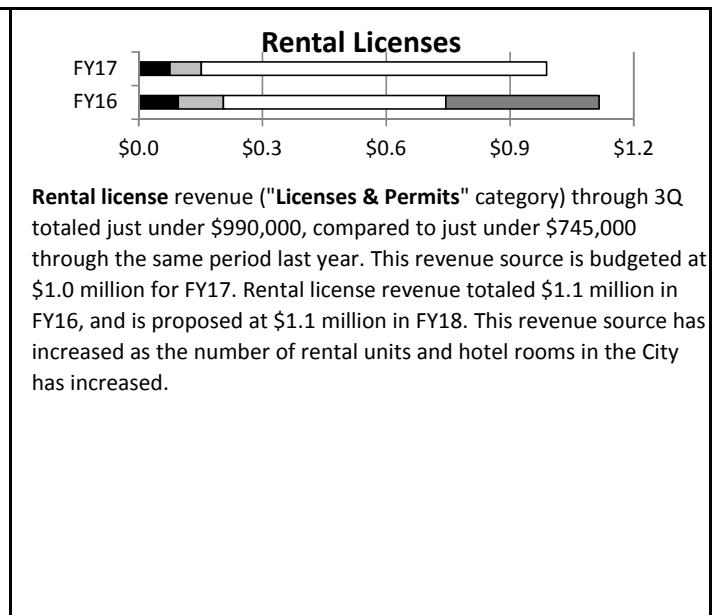 Rental Licenses
FY17
FY16
$0.0 $0.3 $0.6 $0.9 $1.2
Rental license revenue ("Licenses & Permits" category) through 3Q
totaled just under $990,000, compared to just under $745,000
through the same period last year. This revenue source is budgeted at
$1.0 million for FY17. Rental license revenue totaled $1.1 million in
FY16, and is proposed at $1.1 million in FY18. This revenue source has
increased as the number of rental units and hotel rooms in the City
has increased.